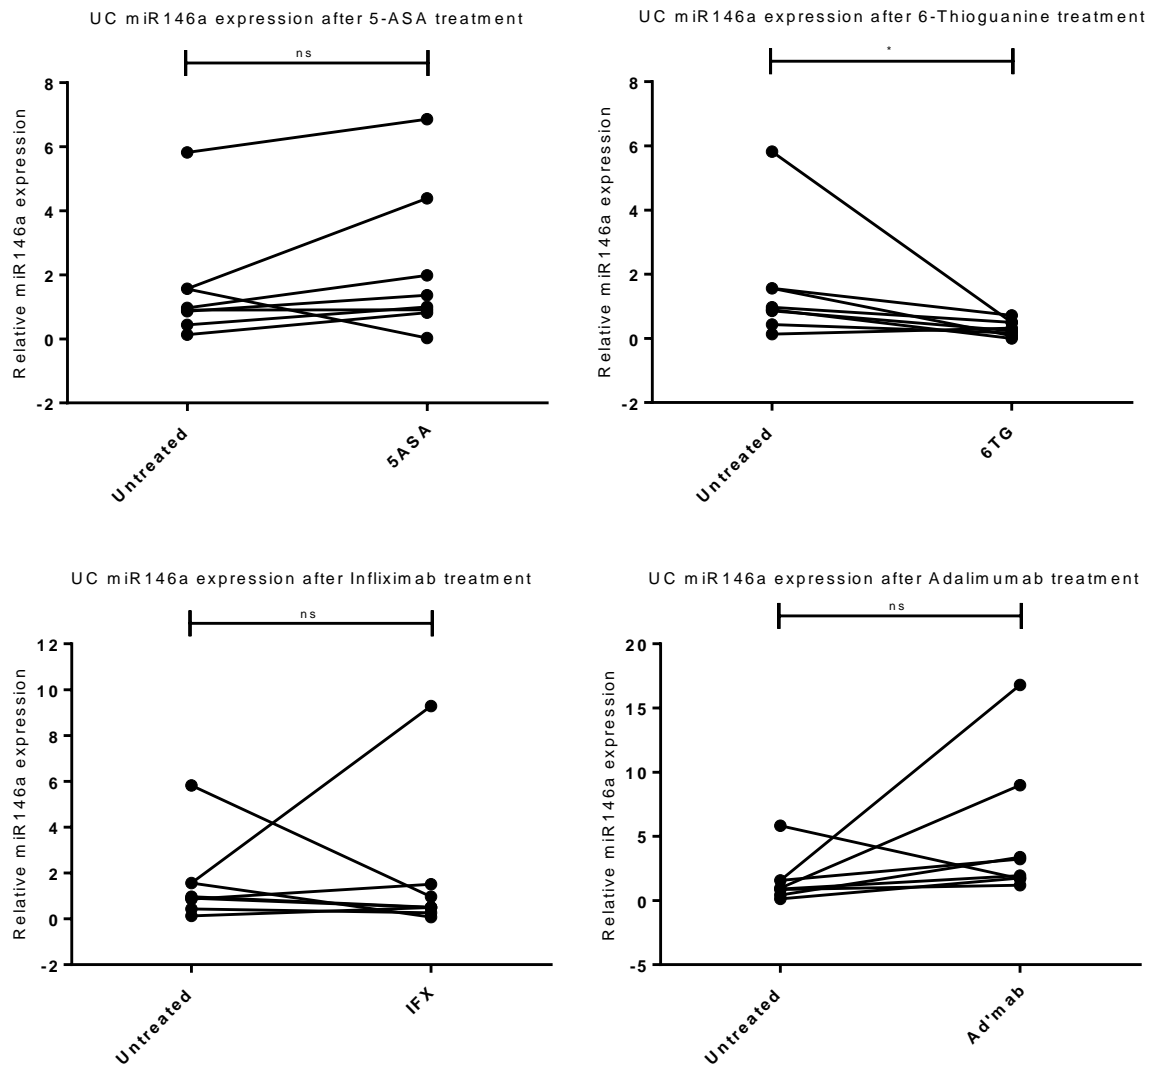 UC miR146a expression after 5-ASA treatment
ns
8
6
4
2
0
-2
Relative miR146a expression
Untreated
5ASA
UC miR146a expression after 6-Thioguanine treatment
*
8
6
4
2
0
-2
Relative miR146a expression
Untreated
6TG
UC miR146a expression after Infliximab treatment
ns
12
10
8
6
4
2
0
-2
Relative miR146a expression
Untreated
IFX
UC miR146a expression after Adalimumab treatment
ns
20
15
10
5
0
-5
Relative miR146a expression
Untreated
Ad'mab